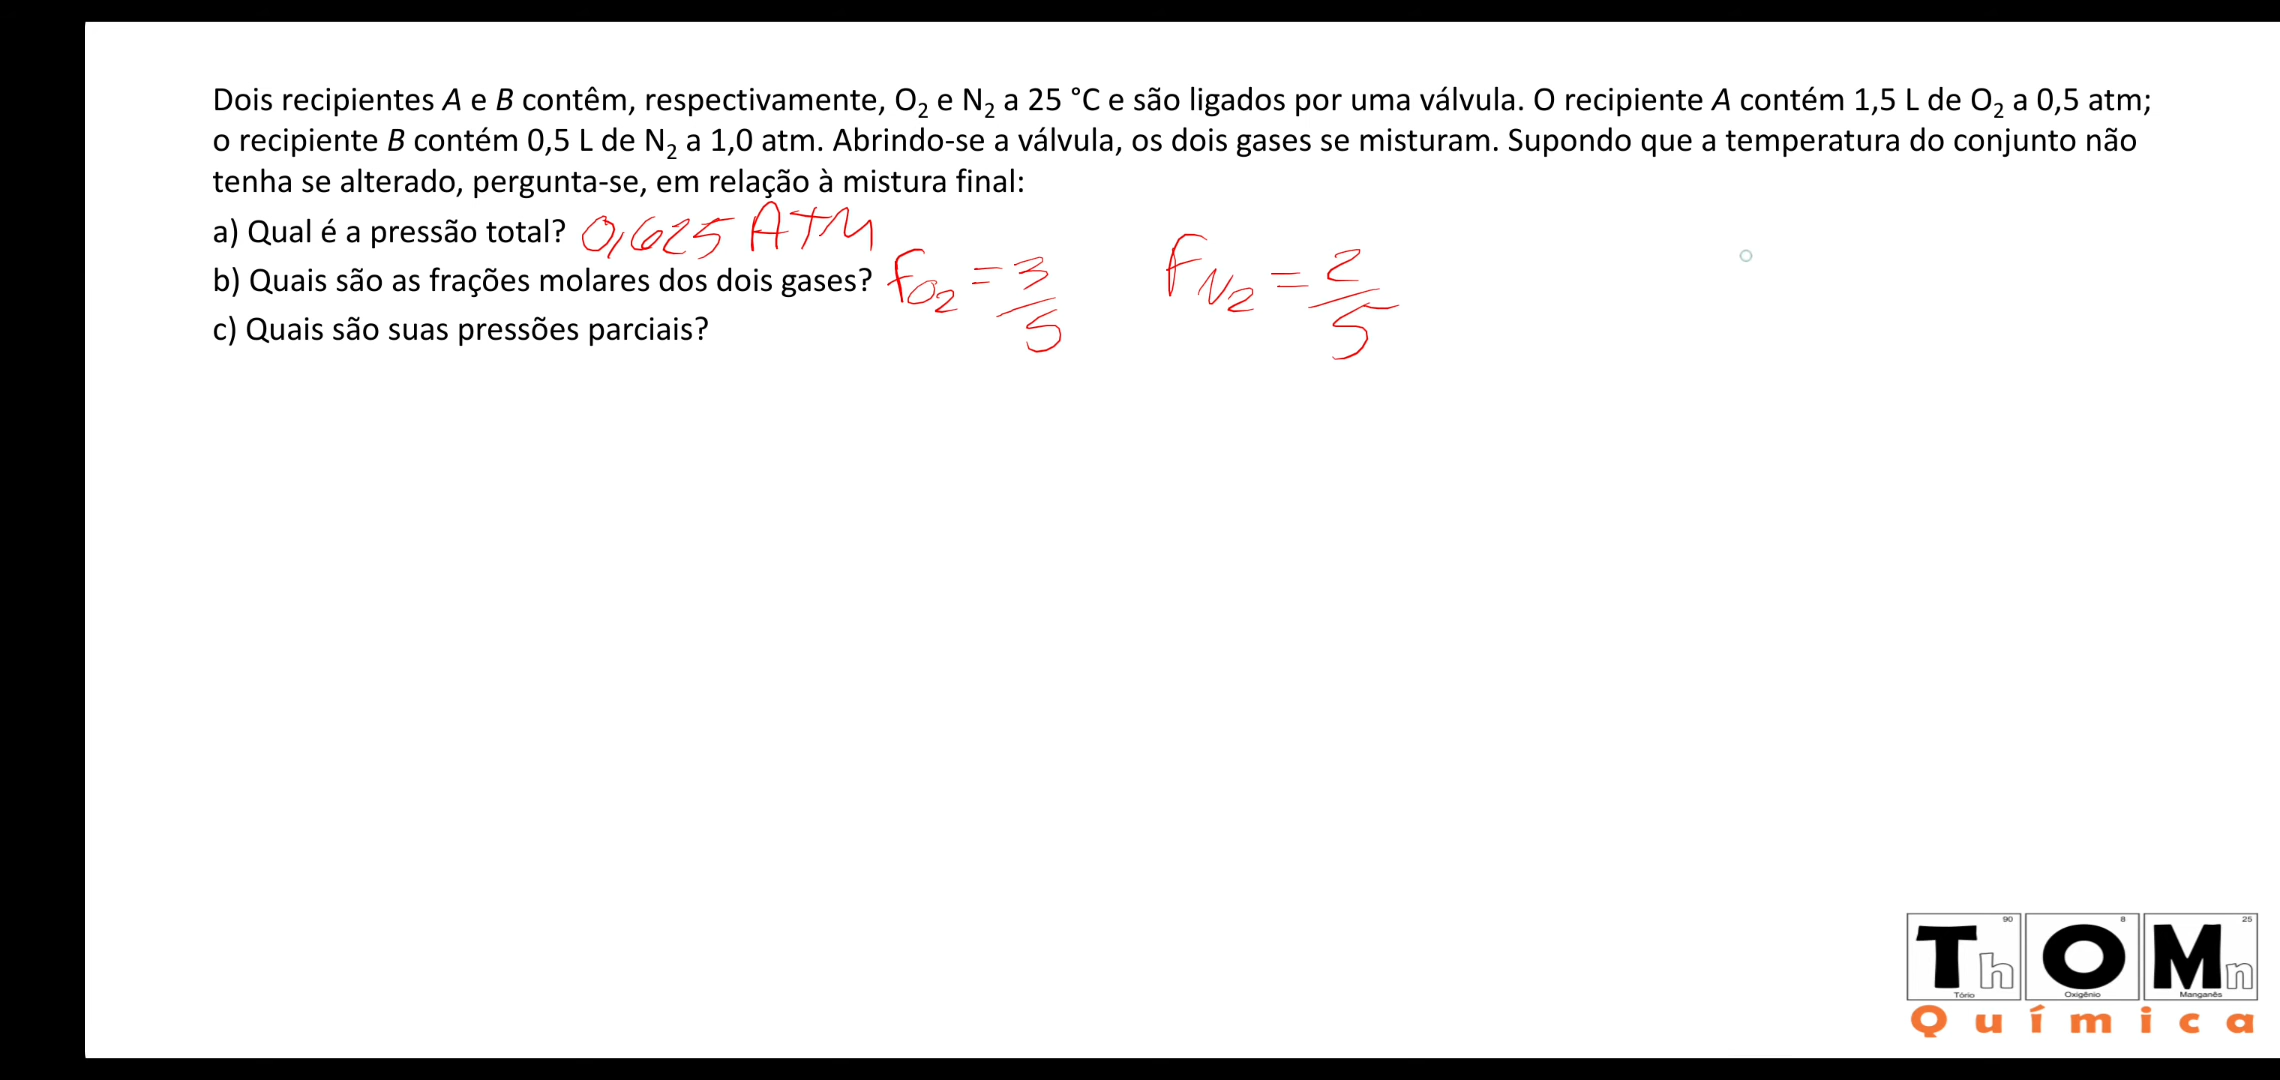 Dois recipientes A e B contêm, respectivamente, O₂ e N₂ a 25 °C e são ligados por uma válvula. O recipiente A contém 1,5 L de O₂ a 0,5 atm;
o recipiente B contém 0,5 L de N₂ a 1,0 atm. Abrindo-se a válvula, os dois gases se misturam. Supondo que a temperatura do conjunto não
tenha se alterado, pergunta-se, em relação à mistura final:
a) Qual é a pressão total? 0,625 ATM
b) Quais são as frações molares dos dois gases? fO₂ = 3/5 FN₂ = 2/5
c) Quais são suas pressões parciais?
90 8 25
Th O Mn
Tório Oxigênio Manganês
Química